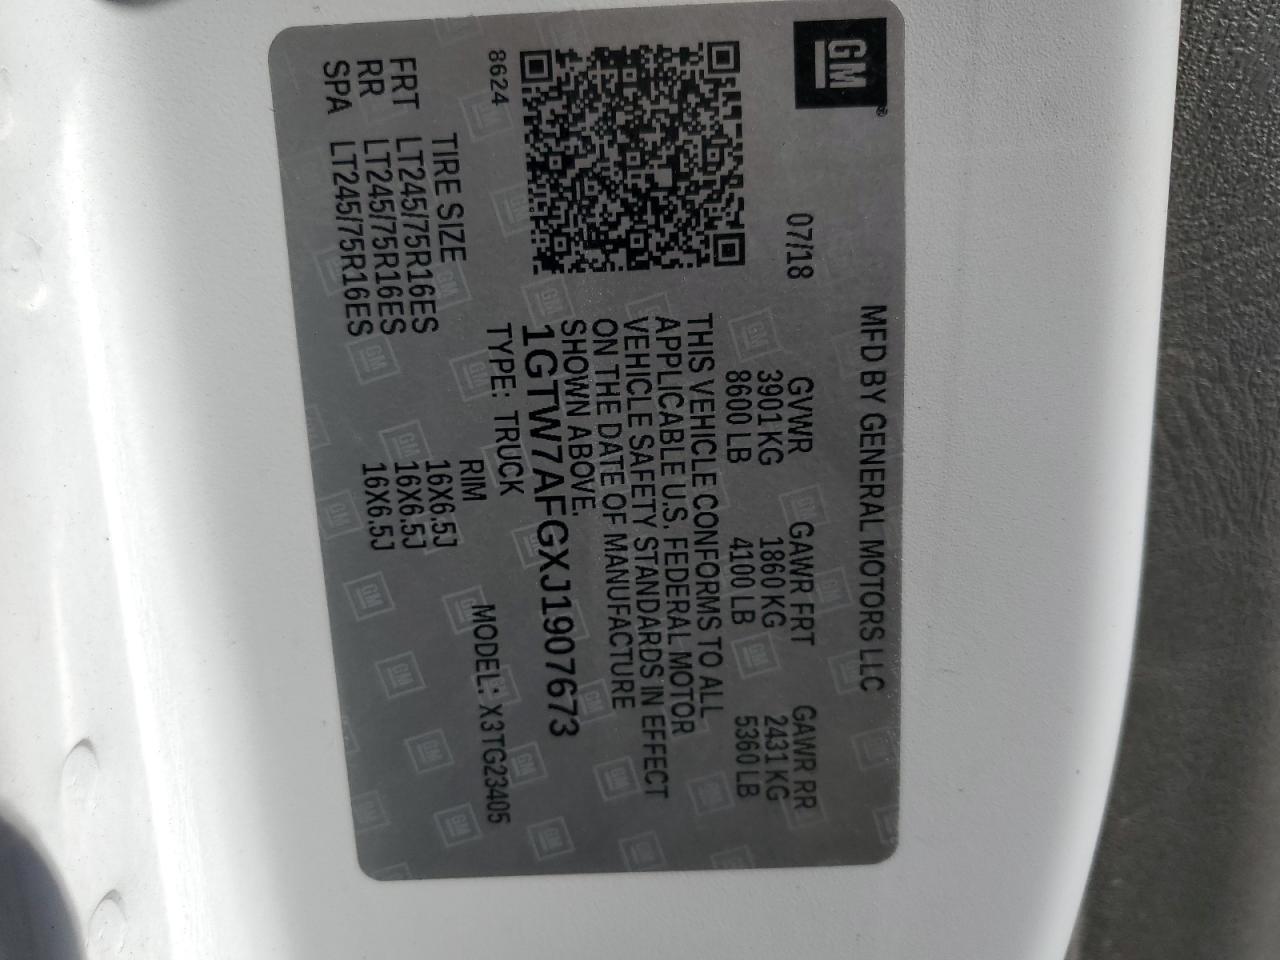 GM
MFD BY GENERAL MOTORS LLC
07/18
GVWR GAWR FRT GAWR RR
3901 KG 1860 KG 2431 KG
8600 LB 4100 LB 5360 LB
THIS VEHICLE CONFORMS TO ALL
APPLICABLE U.S. FEDERAL MOTOR
VEHICLE SAFETY STANDARDS IN EFFECT
ON THE DATE OF MANUFACTURE
SHOWN ABOVE.
1GTW7AFGXJ1907673
8624 TYPE: TRUCK MODEL: X3TG23405
TIRE SIZE RIM
FRT LT245/75R16ES 16X6.5J
RR LT245/75R16ES 16X6.5J
SPA LT245/75R16ES 16X6.5J